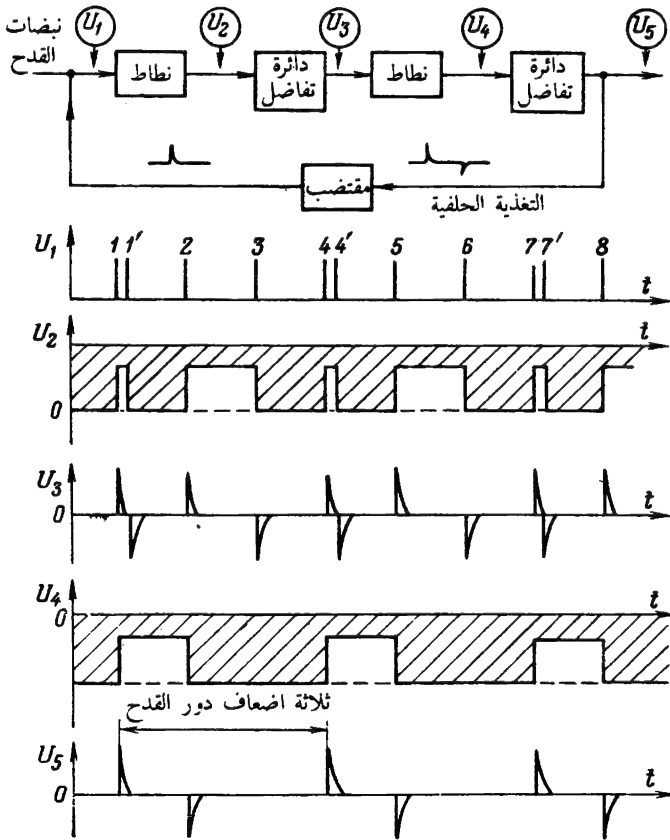 U₁ U₂ U₃ U₄ U₅
نبضات
القدح
نطاط
دائرة
تفاضل
نطاط
دائرة
تفاضل
مقتضب
التغذية الخلفية
U₁ 1 1' 2 3 4 4' 5 6 7 7' 8 t
U₂ t
0
U₃
0 t
U₄
0 t
ثلاثة اضعاف دور القدح
U₅
0 t